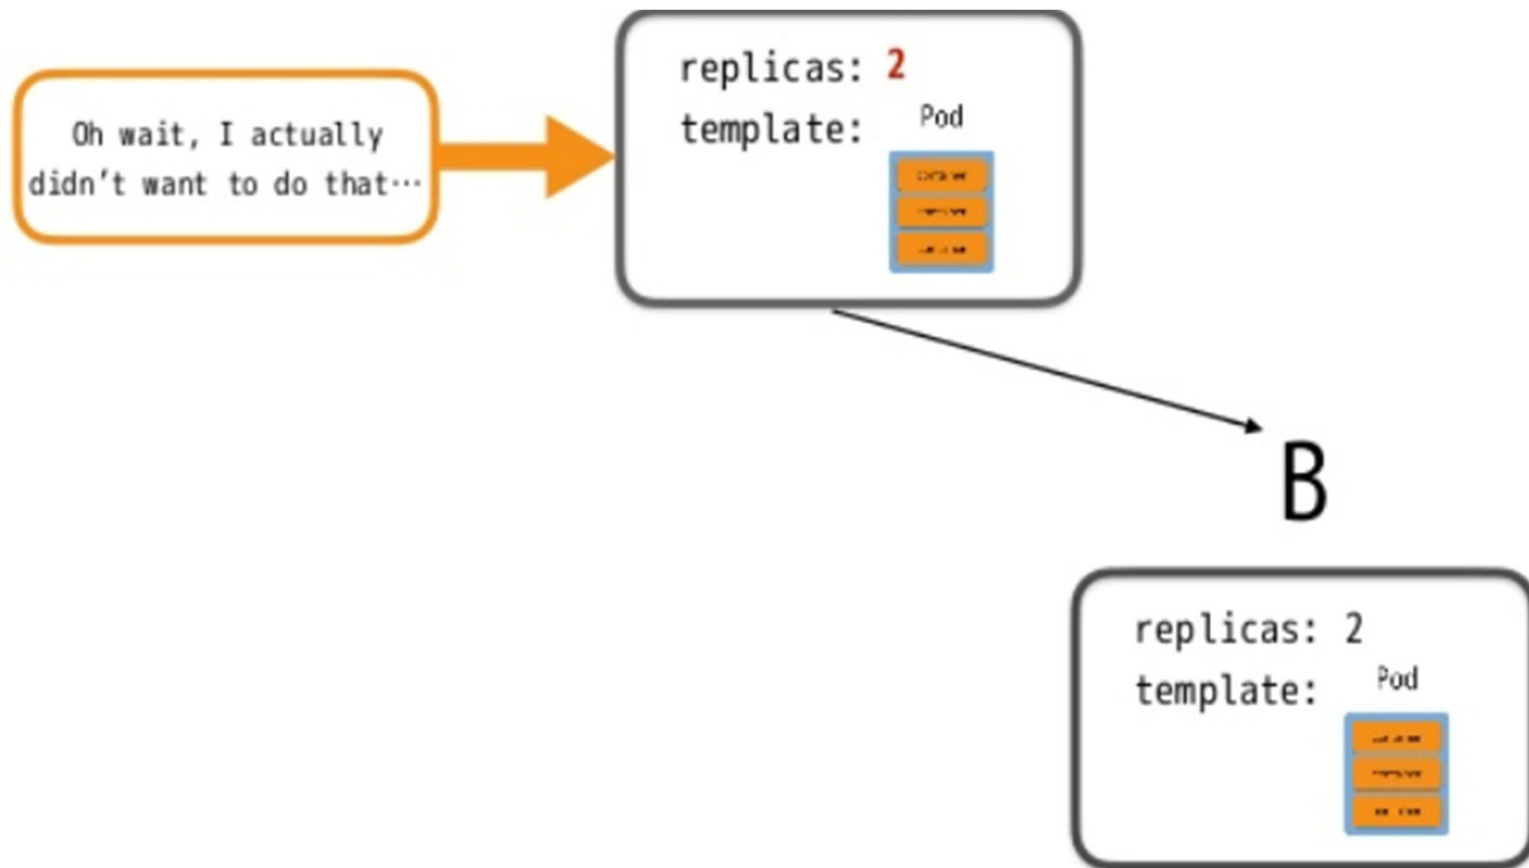 Oh wait, I actually
didn't want to do that…
replicas: 2
template:
Pod
B
replicas: 2
template:
Pod